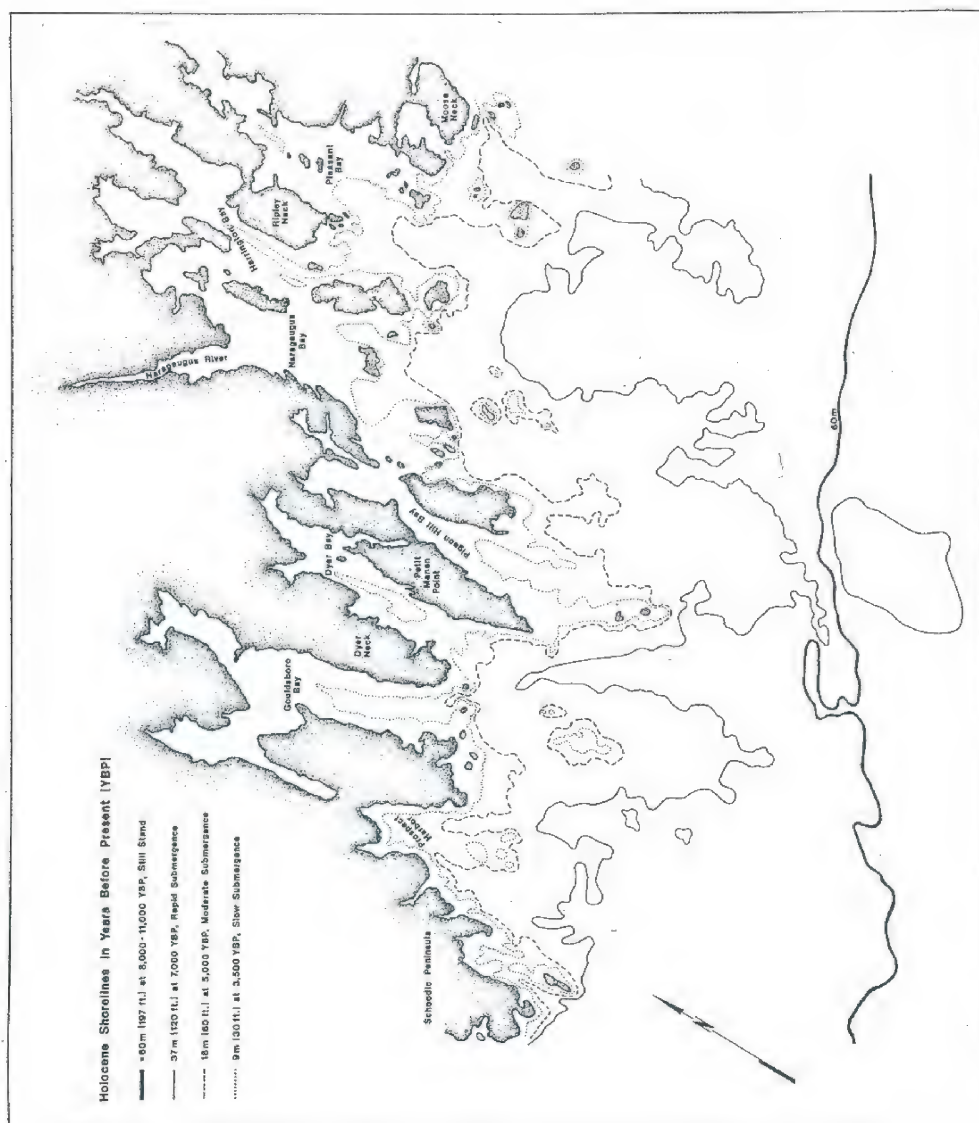 Holocene Shorelines in Years Before Present [YBP]
≈60m [197 ft.] at 8,000-11,000 YBP, Still Stand
37m [120 ft.] at 7,000 YBP, Rapid Submergence
18m [60 ft.] at 5,000 YBP, Moderate Submergence
9m [30 ft.] at 3,500 YBP, Slow Submergence
Schoodic Peninsula
Prospect
Harbor
Gouldsboro
Bay
Dyer
Neck
Dyer Bay
Petit
Manan
Point
Pigeon Hill Bay
Narraguagus River
Bay
Harrington Bay
Ripley
Neck
Pleasant
Bay
Moose
Neck
60m